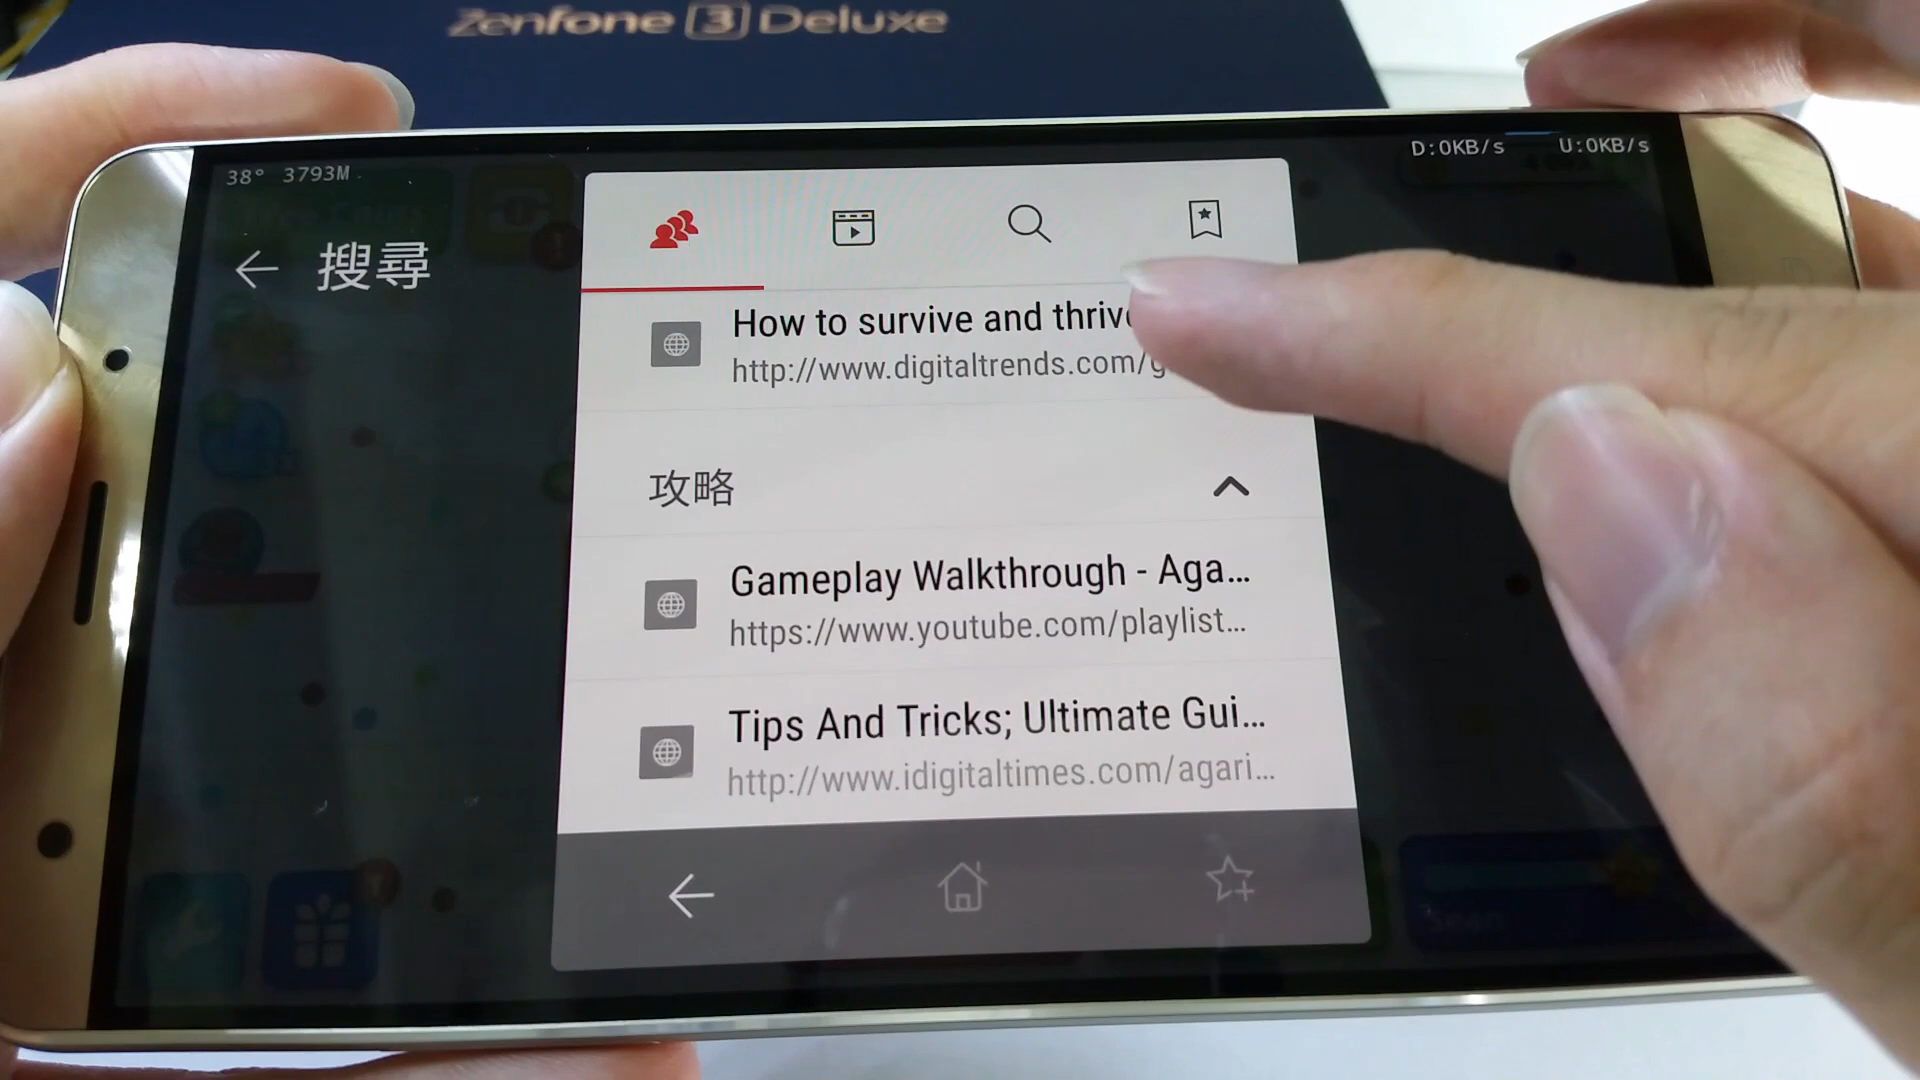 Zenfone 3 Deluxe
38° 3793M
D:0KB/s U:0KB/s
搜尋
How to survive and thriv
http://www.digitaltrends.com/g
攻略
Gameplay Walkthrough - Aga...
https://www.youtube.com/playlist...
Tips And Tricks; Ultimate Gui...
http://www.idigitaltimes.com/agari...